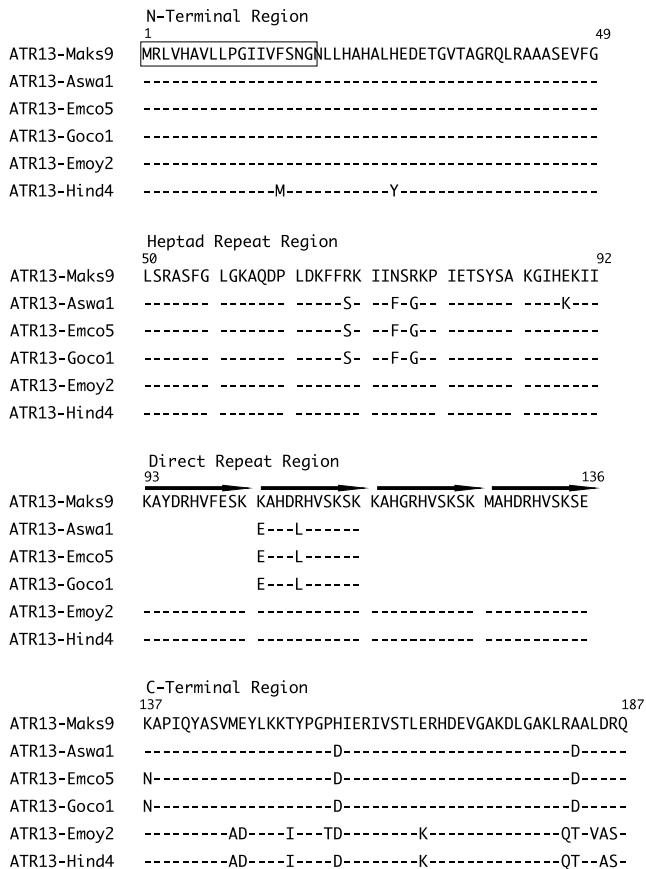 N-Terminal Region
1 49
ATR13-Maks9 MRLVHAVLLPGIIVFSNGNLLHAHALHEDETGVTAGRQLRAAASEVFG
ATR13-Aswa1 ------------------------------------------------
ATR13-Emco5 ------------------------------------------------
ATR13-Goco1 ------------------------------------------------
ATR13-Emoy2 ------------------------------------------------
ATR13-Hind4 --------------M-----------Y---------------------
Heptad Repeat Region
50 92
ATR13-Maks9 LSRASFG LGKAQDP LDKFFRK IINSRKP IETSYSA KGIHEKII
ATR13-Aswa1 ------- ------- -----S- --F-G-- ------- ----K---
ATR13-Emco5 ------- ------- -----S- --F-G-- ------- --------
ATR13-Goco1 ------- ------- -----S- --F-G-- ------- --------
ATR13-Emoy2 ------- ------- ------- ------- ------- --------
ATR13-Hind4 ------- ------- ------- ------- ------- --------
Direct Repeat Region
93 136
ATR13-Maks9 KAYDRHVFESK KAHDRHVSKSK KAHGRHVSKSK MAHDRHVSKSE
ATR13-Aswa1 E---L------
ATR13-Emco5 E---L------
ATR13-Goco1 E---L------
ATR13-Emoy2 ----------- ----------- ----------- -----------
ATR13-Hind4 ----------- ----------- ----------- -----------
C-Terminal Region
137 187
ATR13-Maks9 KAPIQYASVMEYLKKTYPGPHIERIVSTLERHDEVGAKDLGAKLRAALDRQ
ATR13-Aswa1 --------------------D------------------------D-----
ATR13-Emco5 N-------------------D------------------------D-----
ATR13-Goco1 N-------------------D------------------------D-----
ATR13-Emoy2 ---------AD----I---TD--------K--------------QT-VAS-
ATR13-Hind4 ---------AD----I----D--------K--------------QT--AS-